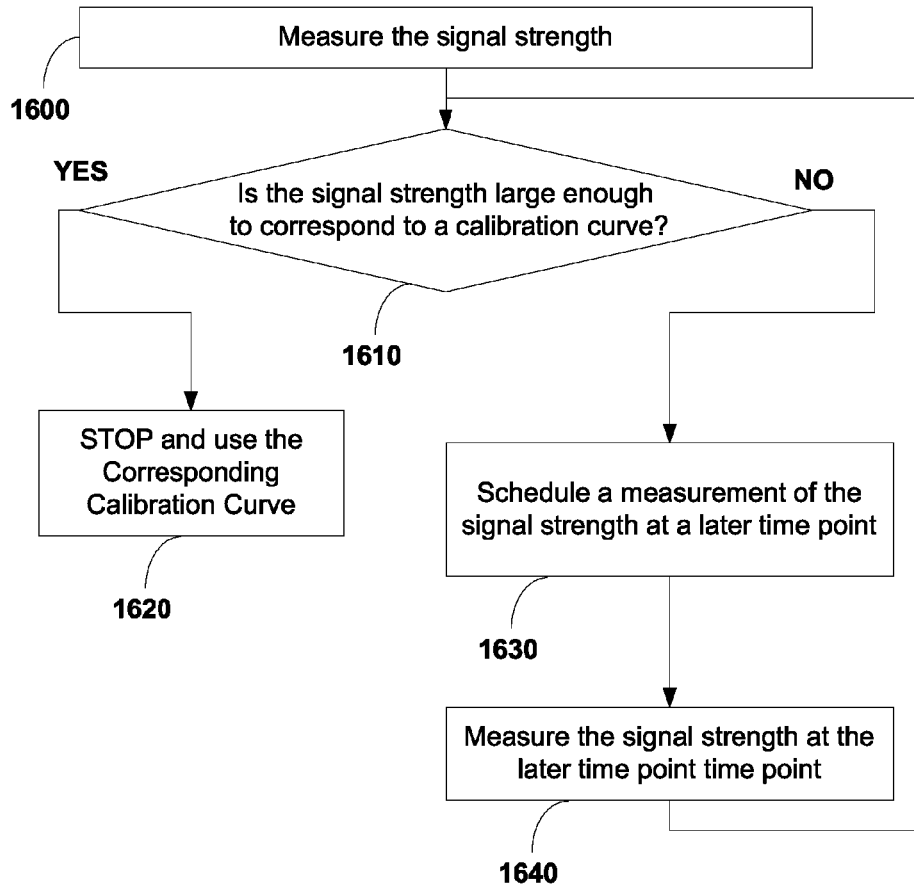 Measure the signal strength
1600
YES
NO
Is the signal strength large enough
to correspond to a calibration curve?
1610
STOP and use the
Corresponding
Calibration Curve
1620
Schedule a measurement of the
signal strength at a later time point
1630
Measure the signal strength at the
later time point time point
1640